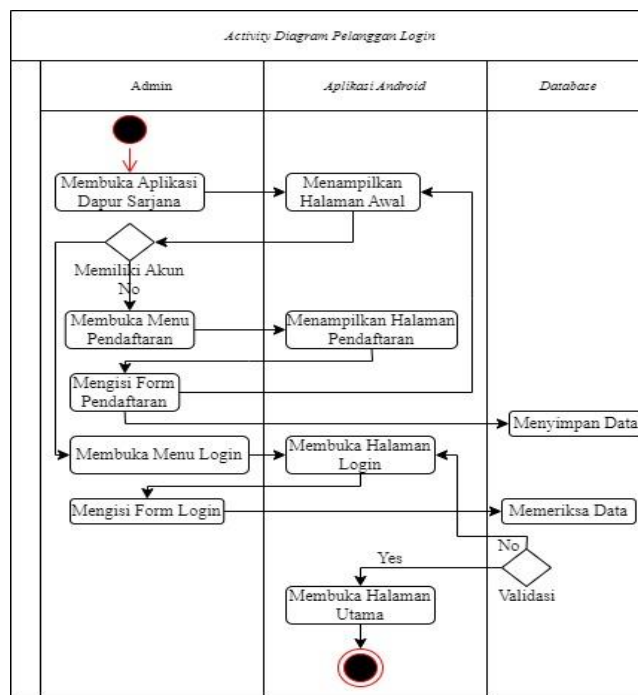 Activity Diagram Pelanggan Login
Admin
Aplikasi Android
Database
Membuka Aplikasi
Dapur Sarjana
Menampilkan
Halaman Awal
Memiliki Akun
No
Membuka Menu
Pendaftaran
Menampilkan Halaman
Pendaftaran
Mengisi Form
Pendaftaran
Menyimpan Data
Membuka Menu Login
Membuka Halaman
Login
Mengisi Form Login
Memeriksa Data
No
Yes
Validasi
Membuka Halaman
Utama